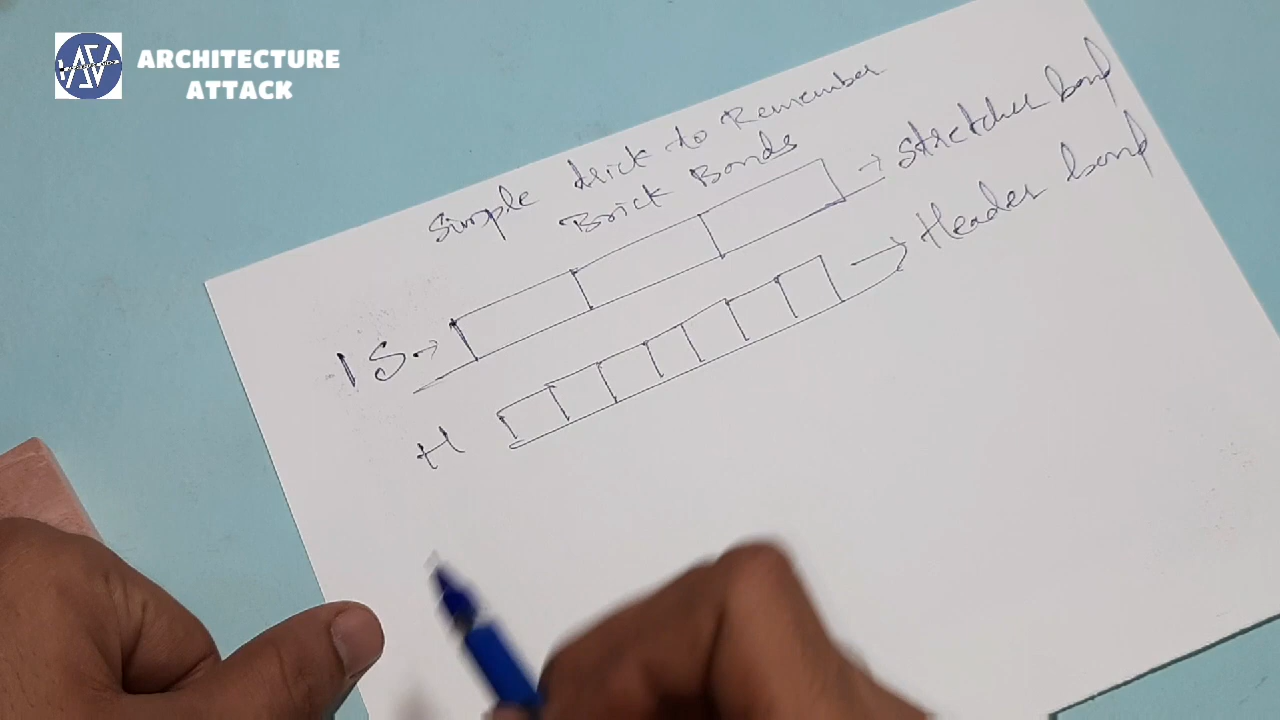 ARCHITECTURE
ATTACK
Simple trick to Remember
Brick Bonds
1 S → → Stretcher bond
H → Header bond